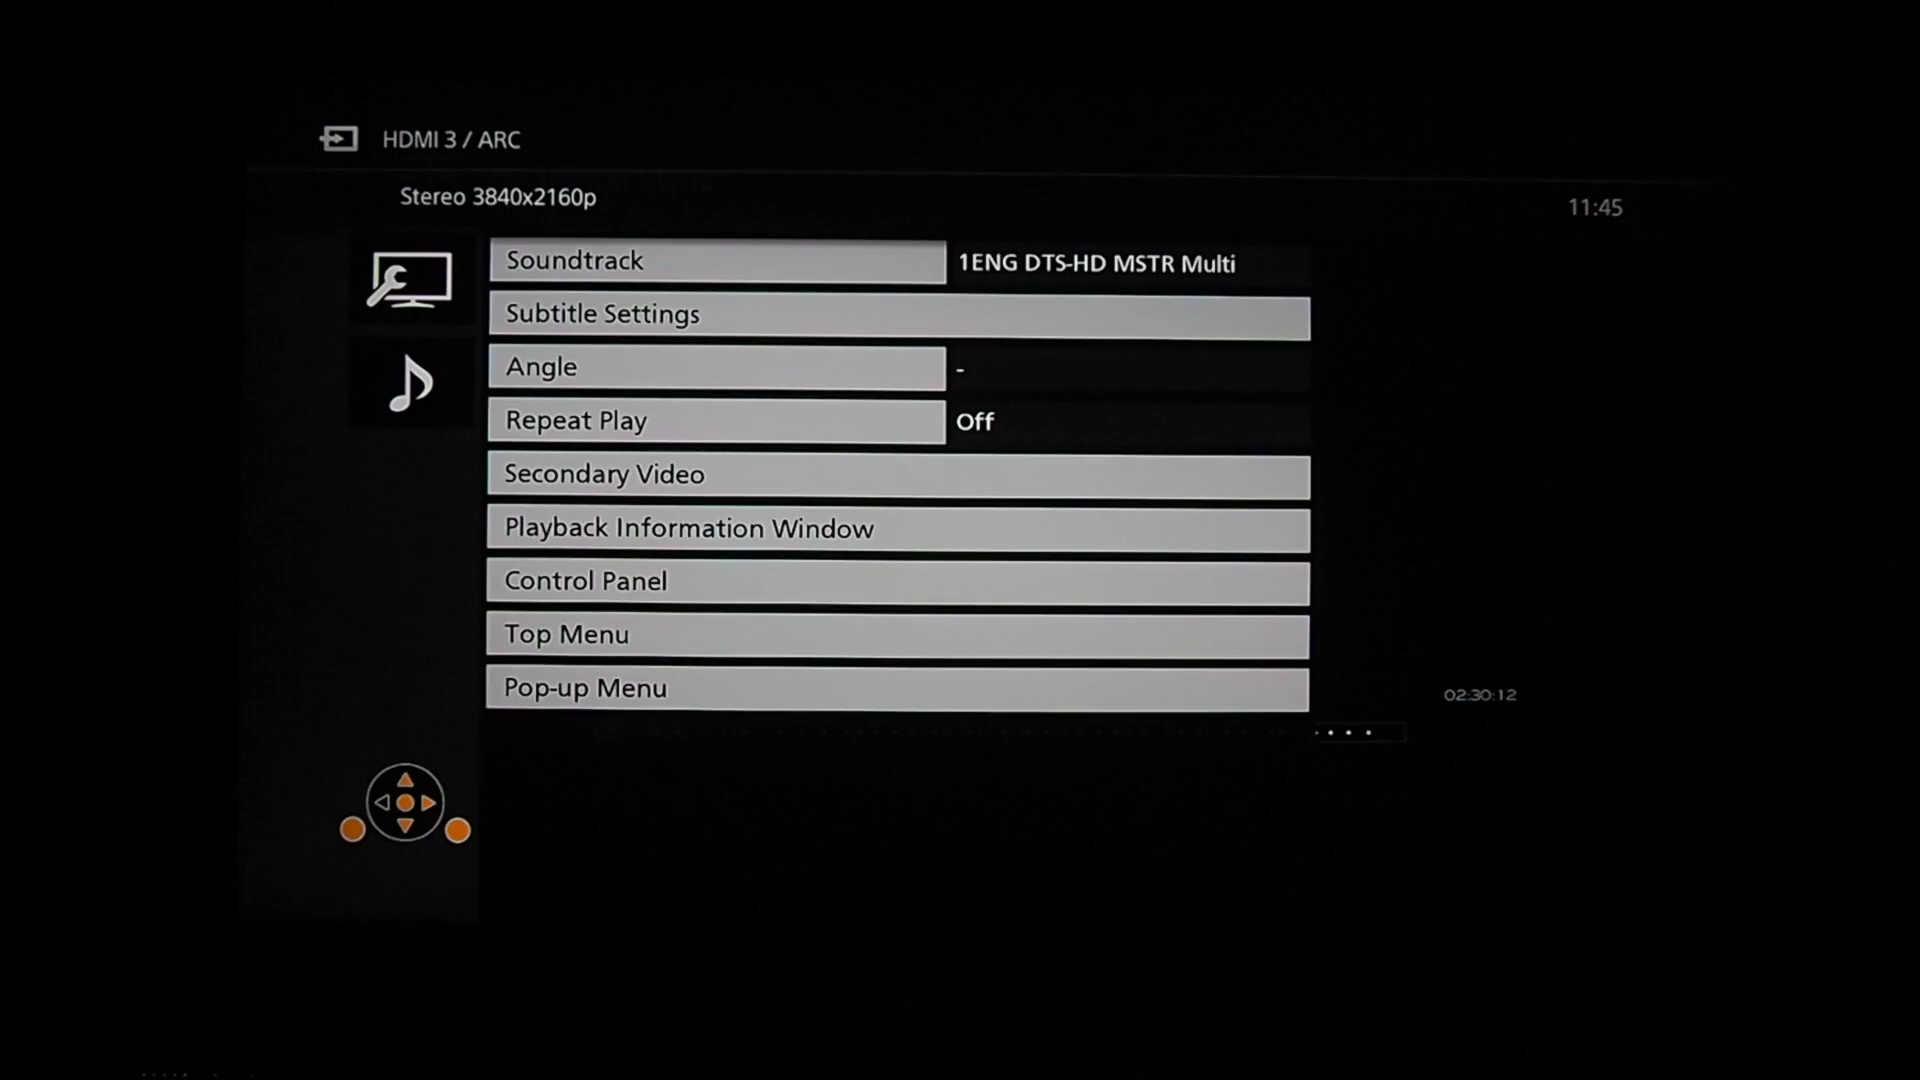 HDMI 3 / ARC
Stereo 3840x2160p
11:45
Soundtrack 1ENG DTS-HD MSTR Multi
Subtitle Settings
Angle -
Repeat Play Off
Secondary Video
Playback Information Window
Control Panel
Top Menu
Pop-up Menu
02:30:12